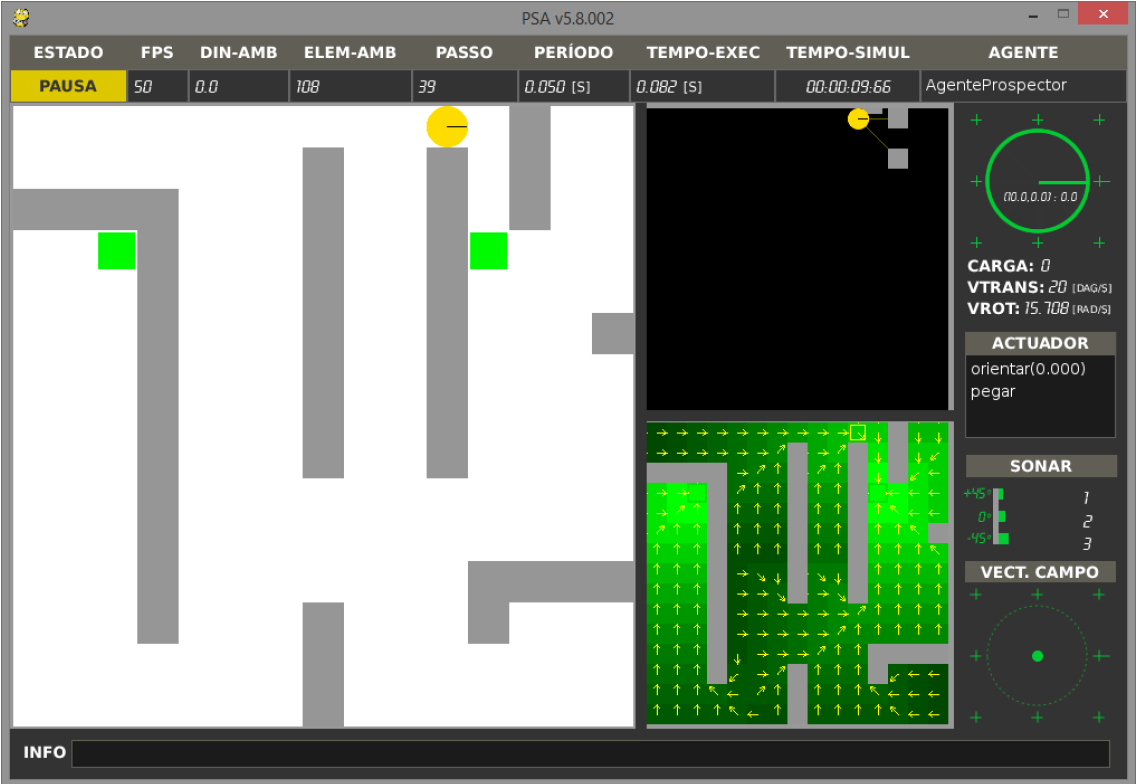 PSA v5.8.002
ESTADO FPS DIN-AMB ELEM-AMB PASSO PERÍODO TEMPO-EXEC TEMPO-SIMUL AGENTE
PAUSA 50 0.0 108 39 0.050 [S] 0.082 [S] 00:00:09.66 AgenteProspector
(10.0,0.0) : 0.0
CARGA: 0
VTRANS: 20 [DAG/S]
VROT: 15.708 [RAD/S]
ACTUADOR
orientar(0.000)
pegar
SONAR
+45° 1
0° 2
-45° 3
VECT. CAMPO
INFO